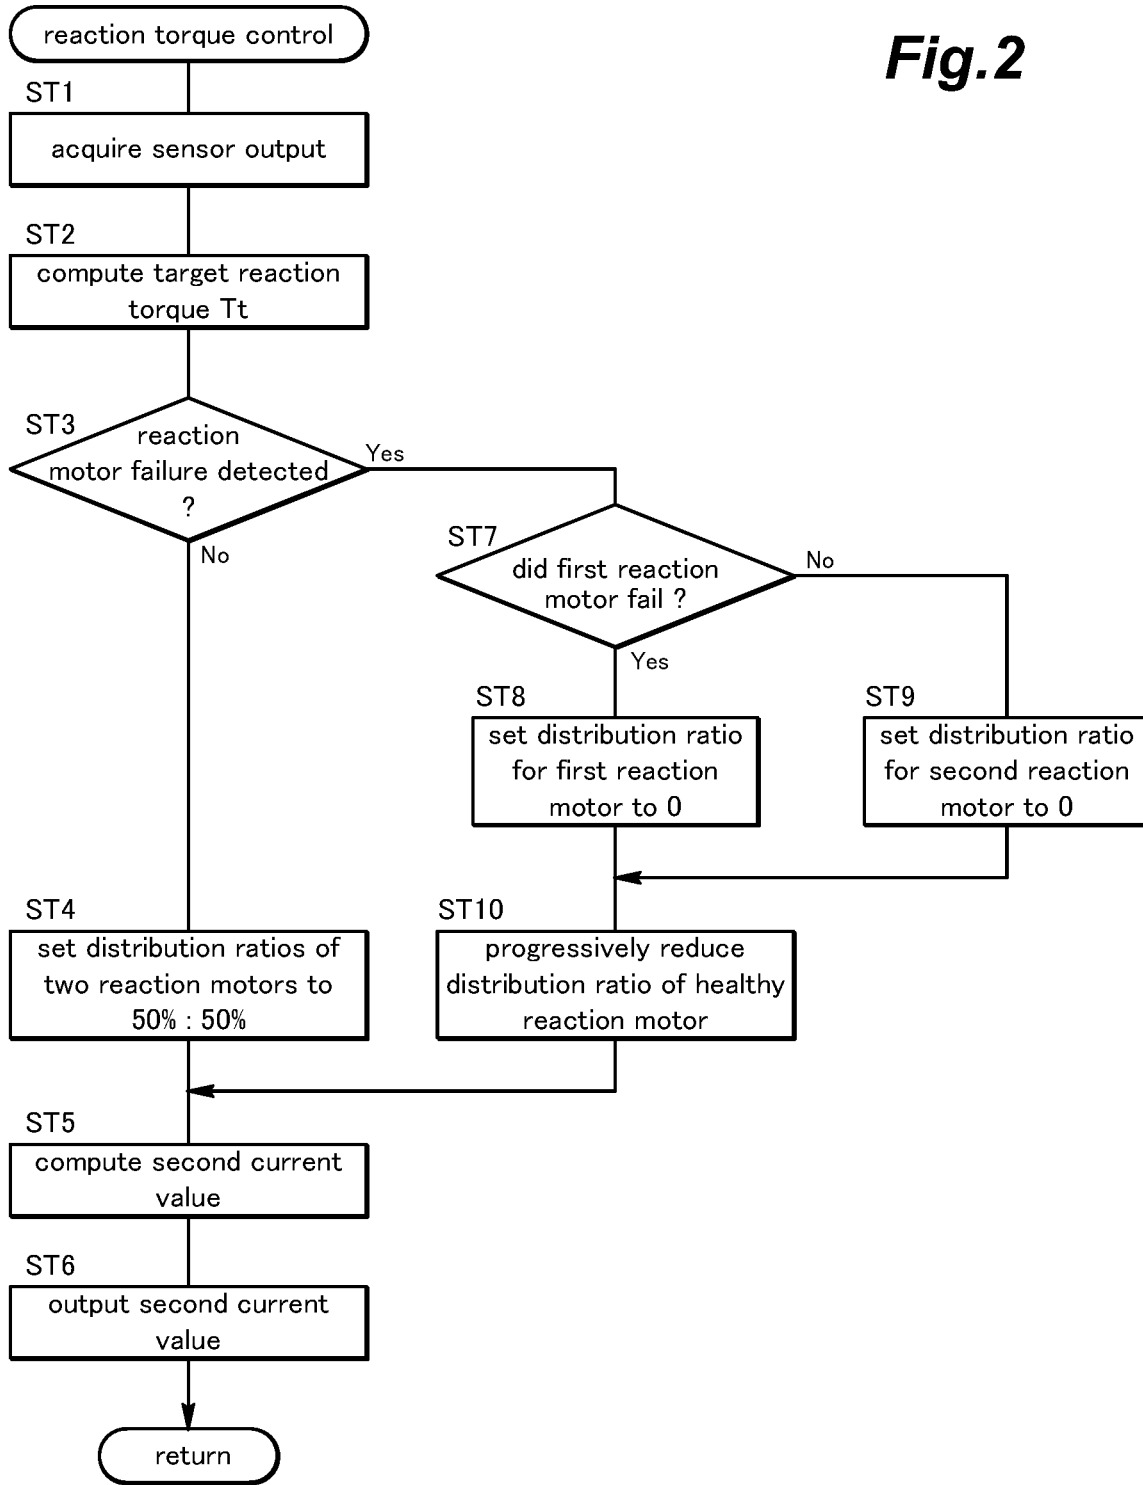 Fig.2
reaction torque control
ST1
acquire sensor output
ST2
compute target reaction
torque Tt
ST3
reaction
motor failure detected
?
Yes
No
ST7
did first reaction
motor fail ?
No
Yes
ST8
set distribution ratio
for first reaction
motor to 0
ST9
set distribution ratio
for second reaction
motor to 0
ST4
set distribution ratios of
two reaction motors to
50% : 50%
ST10
progressively reduce
distribution ratio of healthy
reaction motor
ST5
compute second current
value
ST6
output second current
value
return